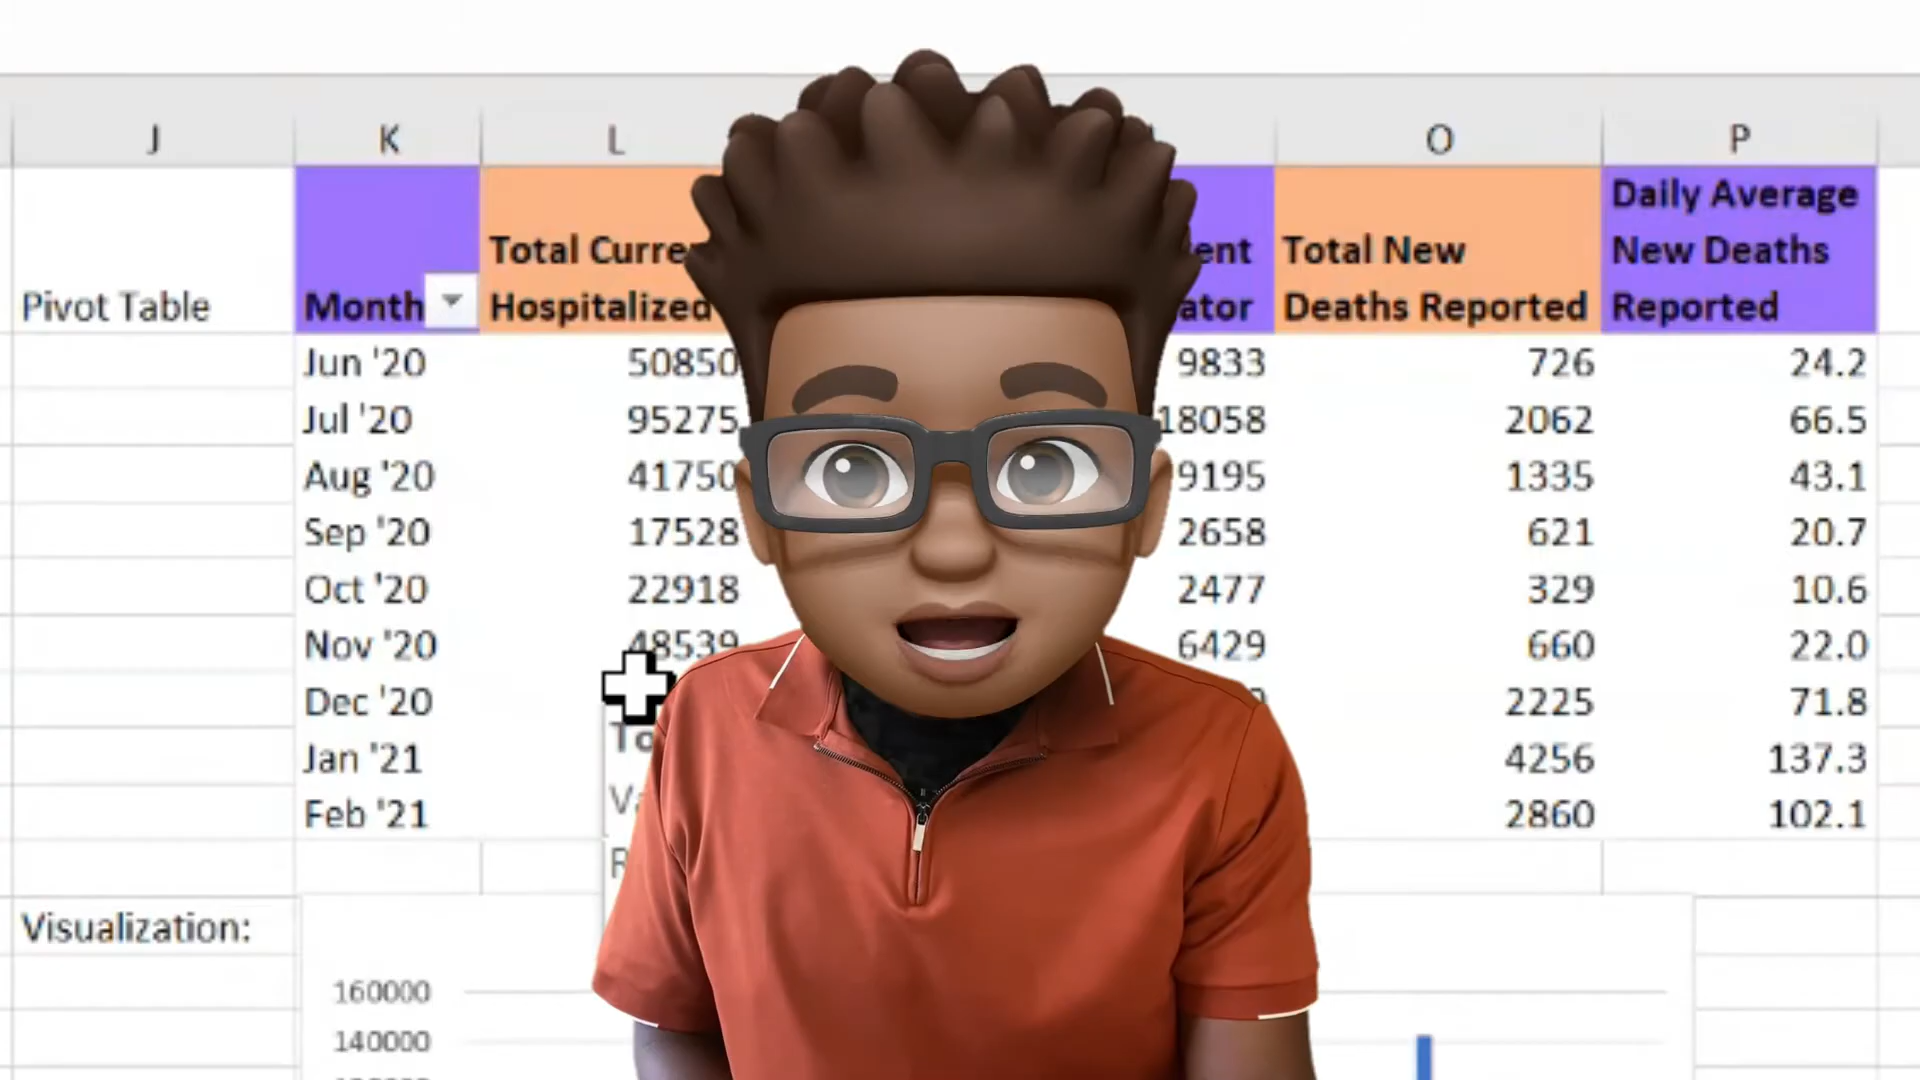 J K L O P
Daily Average
Total New New Deaths
Pivot Table Month Hospitalized Deaths Reported Reported
Total
Jun '20 50850 9833 726 24.2
Jul '20 95275 18058 2062 66.5
Aug '20 41750 9195 1335 43.1
Sep '20 17528 2658 621 20.7
Oct '20 22918 2477 329 10.6
Nov '20 48539 6429 660 22.0
Dec '20 2225 71.8
Jan '21 4256 137.3
Feb '21 2860 102.1
Visualization:
160000
140000